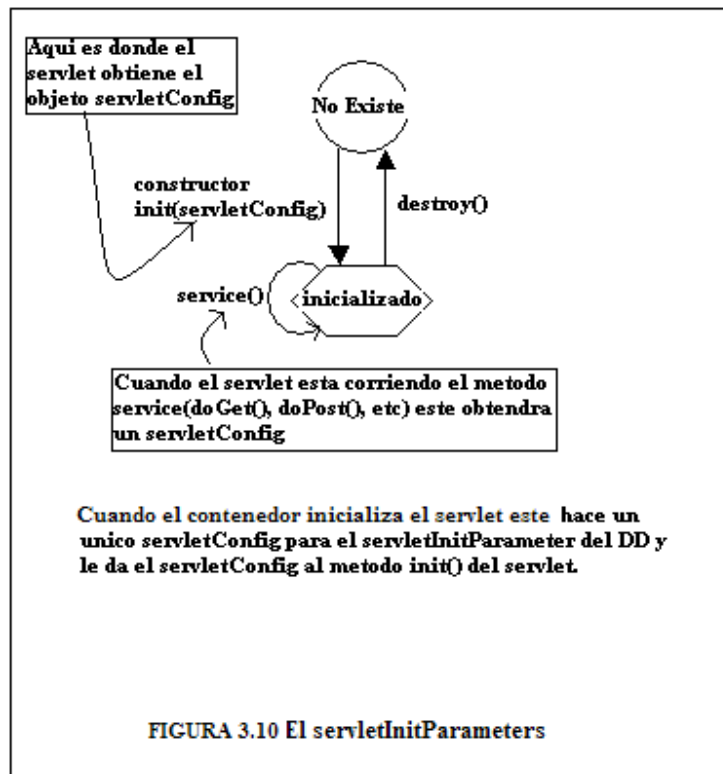 Aqui es donde el
servlet obtiene el
objeto servletConfig
No Existe
constructor
init(servletConfig)
destroy()
service()
inicializado
Cuando el servlet esta corriendo el metodo
service(doGet(), doPost(), etc) este obtendra
un servletConfig
Cuando el contenedor inicializa el servlet este hace un
unico servletConfig para el servletInitParameter del DD y
le da el servletConfig al metodo init() del servlet.
FIGURA 3.10 El servletInitParameters